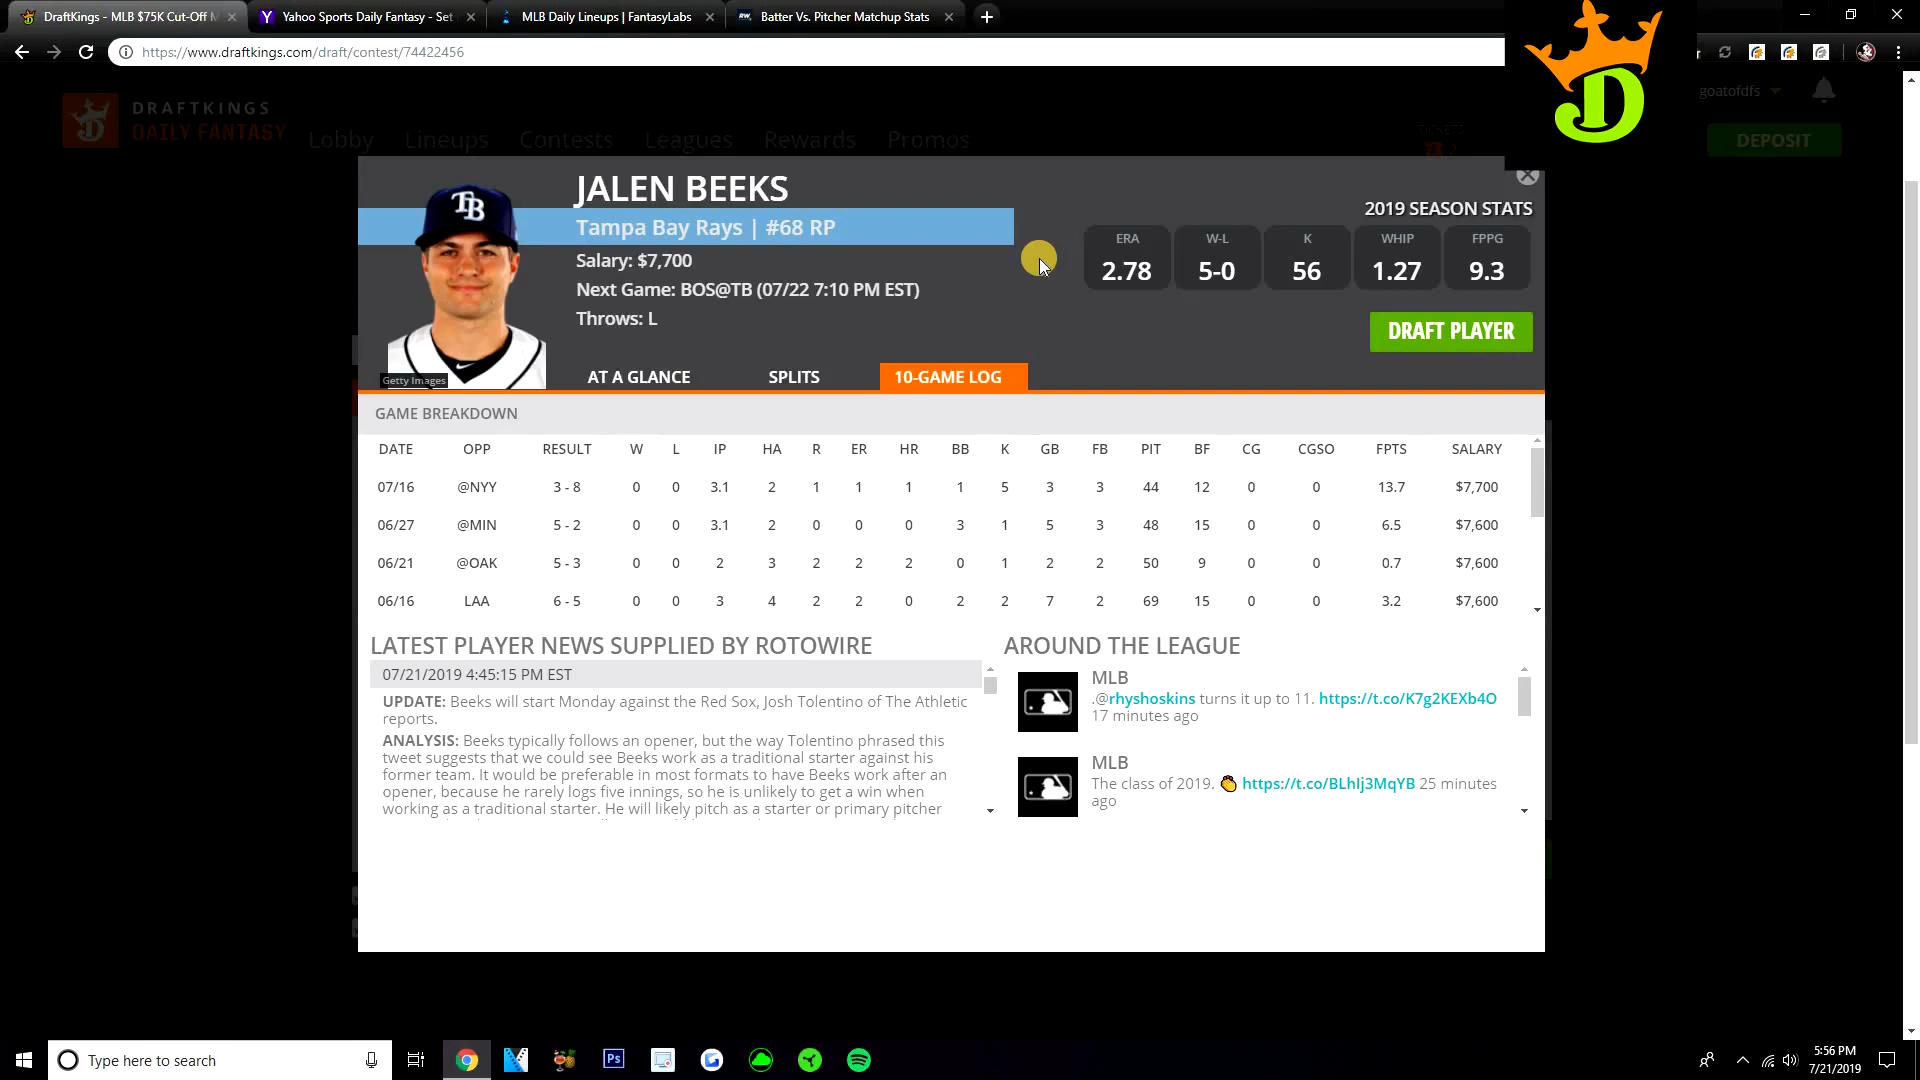 DraftKings - MLB $75K Cut-Off M
Yahoo Sports Daily Fantasy - Set
MLB Daily Lineups | FantasyLabs
RW Batter Vs. Pitcher Matchup Stats
https://www.draftkings.com/draft/contest/74422456
DRAFTKINGS
DAILY FANTASY
Lobby Lineups Contests Leagues Rewards Promos
goatofdfs
DEPOSIT
JALEN BEEKS
Tampa Bay Rays | #68 RP
Salary: $7,700
Next Game: BOS@TB (07/22 7:10 PM EST)
Throws: L
TB
Getty Images
2019 SEASON STATS
ERA W-L K WHIP FPPG
2.78 5-0 56 1.27 9.3
DRAFT PLAYER
AT A GLANCE SPLITS 10-GAME LOG
GAME BREAKDOWN
DATE OPP RESULT W L IP HA R ER HR BB K GB FB PIT BF CG CGSO FPTS SALARY
07/16 @NYY 3 - 8 0 0 3.1 2 1 1 1 1 5 3 3 44 12 0 0 13.7 $7,700
06/27 @MIN 5 - 2 0 0 3.1 2 0 0 0 3 1 5 3 48 15 0 0 6.5 $7,600
06/21 @OAK 5 - 3 0 0 2 3 2 2 2 0 1 2 2 50 9 0 0 0.7 $7,600
06/16 LAA 6 - 5 0 0 3 4 2 2 0 2 2 7 2 69 15 0 0 3.2 $7,600
LATEST PLAYER NEWS SUPPLIED BY ROTOWIRE
07/21/2019 4:45:15 PM EST
UPDATE: Beeks will start Monday against the Red Sox, Josh Tolentino of The Athletic
reports.
ANALYSIS: Beeks typically follows an opener, but the way Tolentino phrased this
tweet suggests that we could see Beeks work as a traditional starter against his
former team. It would be preferable in most formats to have Beeks work after an
opener, because he rarely logs five innings, so he is unlikely to get a win when
working as a traditional starter. He will likely pitch as a starter or primary pitcher
AROUND THE LEAGUE
MLB
.@rhyshoskins turns it up to 11. https://t.co/K7g2KEXb4O
17 minutes ago
MLB
The class of 2019. 👏 https://t.co/BLhIj3MqYB 25 minutes
ago
Type here to search
Ps
5:56 PM
7/21/2019